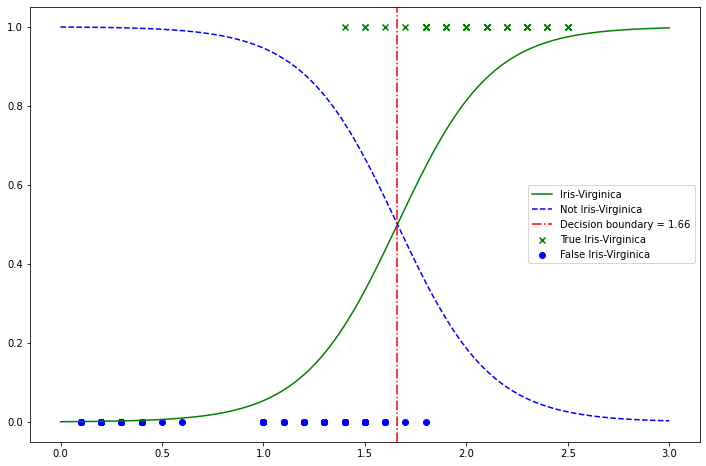 1.0
0.8
0.6
0.4
0.2
0.0
Iris-Virginica
Not Iris-Virginica
Decision boundary = 1.66
True Iris-Virginica
False Iris-Virginica
0.0 0.5 1.0 1.5 2.0 2.5 3.0